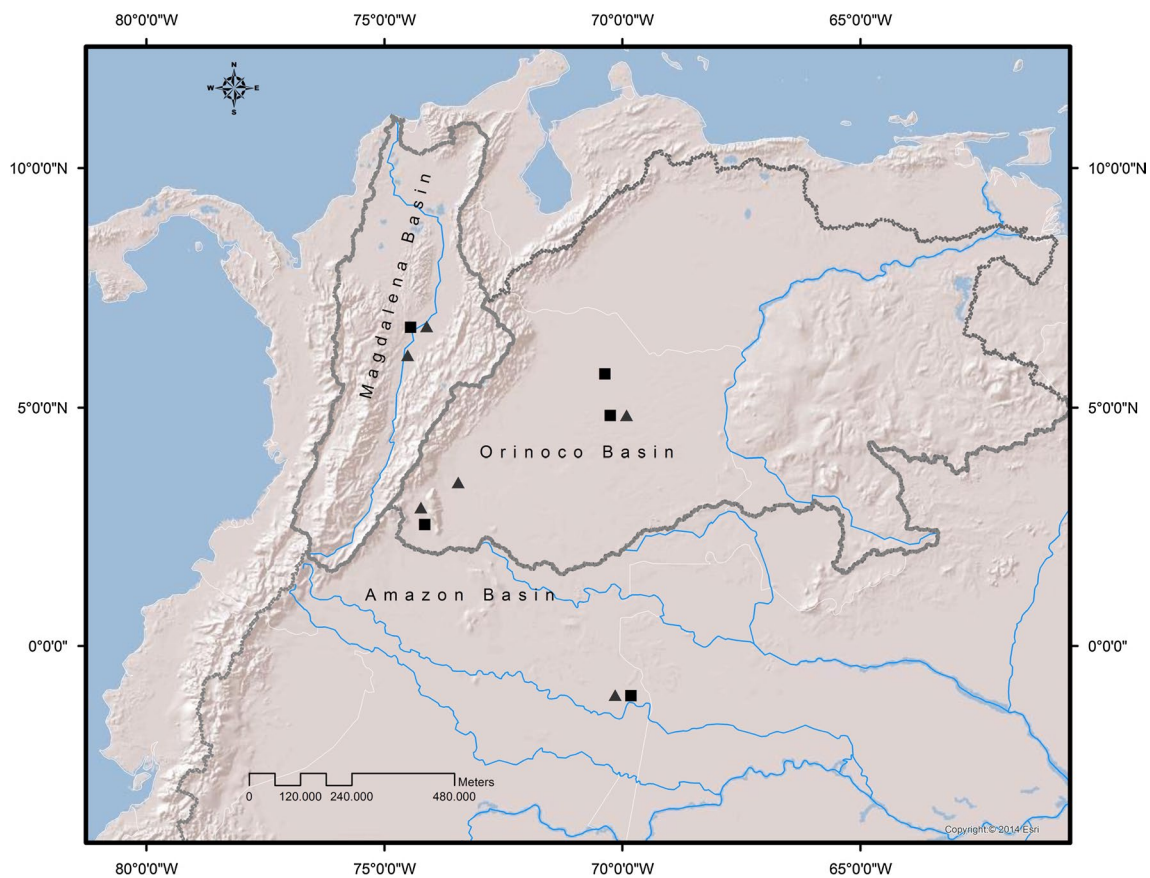 80°0'0"W 75°0'0"W 70°0'0"W 65°0'0"W
N
W E
S
10°0'0"N 10°0'0"N
Magdalena Basin
5°0'0"N 5°0'0"N
Orinoco Basin
Amazon Basin
0°0'0" 0°0'0"
Meters
0 120.000 240.000 480.000
Copyright:© 2014 Esri
80°0'0"W 75°0'0"W 70°0'0"W 65°0'0"W